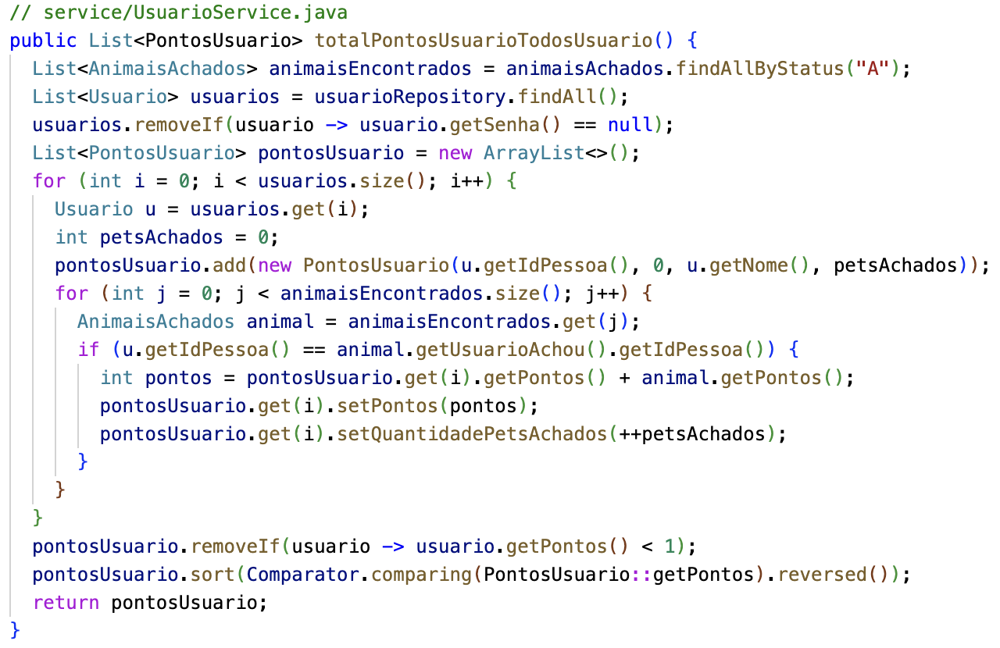 // service/UsuarioService.java
public List<PontosUsuario> totalPontosUsuarioTodosUsuario() {
  List<AnimaisAchados> animaisEncontrados = animaisAchados.findAllByStatus("A");
  List<Usuario> usuarios = usuarioRepository.findAll();
  usuarios.removeIf(usuario -> usuario.getSenha() == null);
  List<PontosUsuario> pontosUsuario = new ArrayList<>();
  for (int i = 0; i < usuarios.size(); i++) {
    Usuario u = usuarios.get(i);
    int petsAchados = 0;
    pontosUsuario.add(new PontosUsuario(u.getIdPessoa(), 0, u.getNome(), petsAchados));
    for (int j = 0; j < animaisEncontrados.size(); j++) {
      AnimaisAchados animal = animaisEncontrados.get(j);
      if (u.getIdPessoa() == animal.getUsuarioAchou().getIdPessoa()) {
        int pontos = pontosUsuario.get(i).getPontos() + animal.getPontos();
        pontosUsuario.get(i).setPontos(pontos);
        pontosUsuario.get(i).setQuantidadePetsAchados(++petsAchados);
      }
    }
  }
  pontosUsuario.removeIf(usuario -> usuario.getPontos() < 1);
  pontosUsuario.sort(Comparator.comparing(PontosUsuario::getPontos).reversed());
  return pontosUsuario;
}